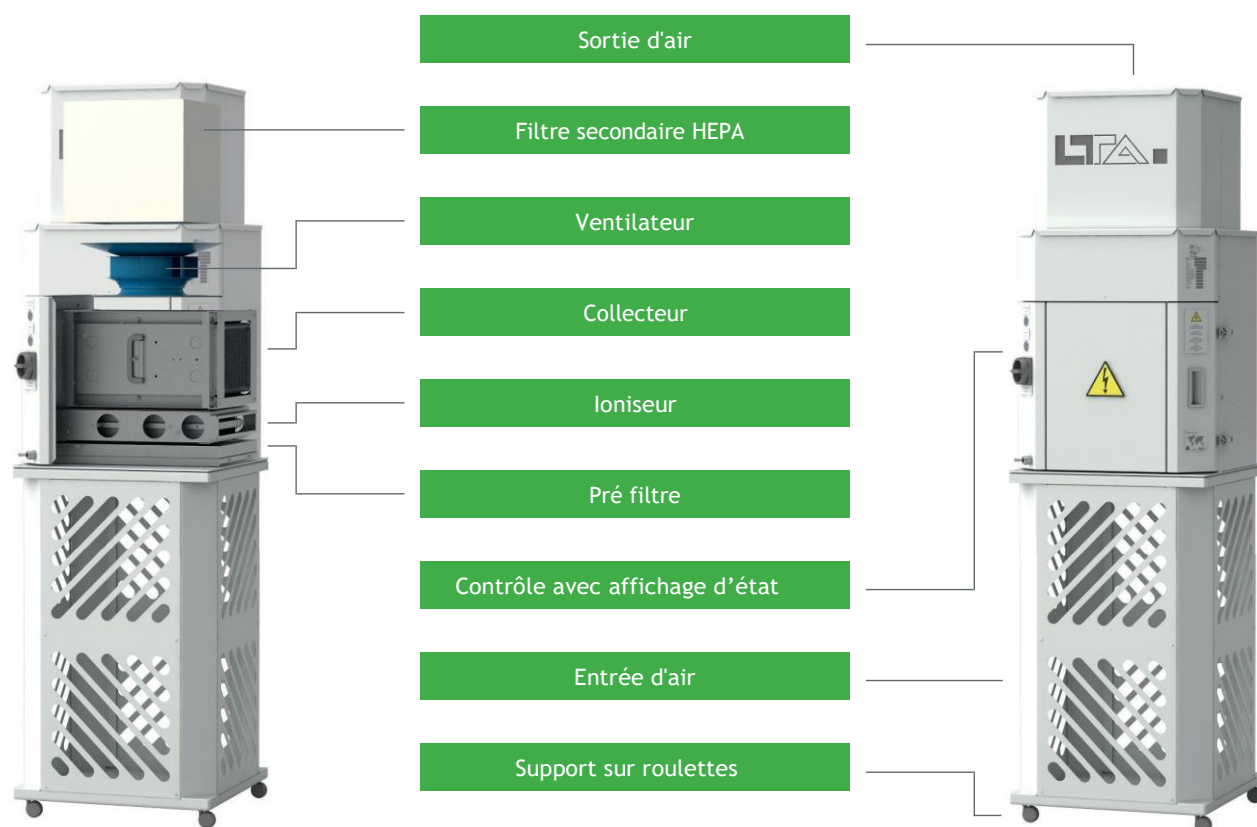 Sortie d'air
Filtre secondaire HEPA
Ventilateur
Collecteur
Ioniseur
Pré filtre
Contrôle avec affichage d’état
Entrée d'air
Support sur roulettes
LTA